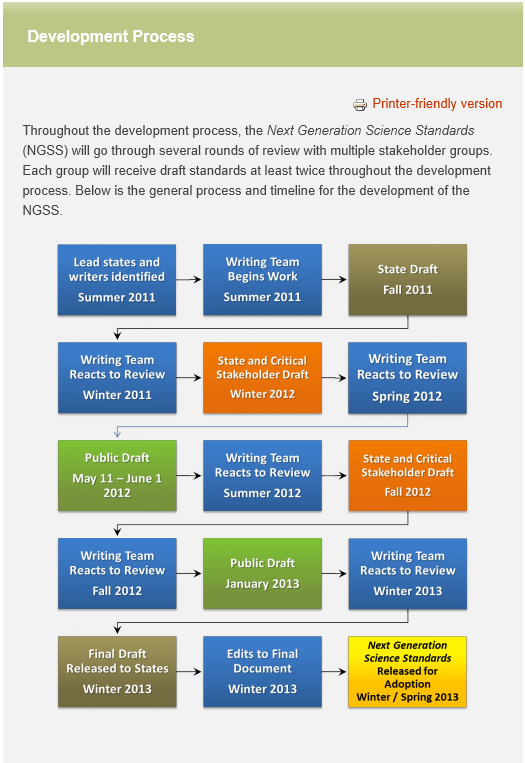 Development Process
Printer-friendly version
Throughout the development process, the Next Generation Science Standards
(NGSS) will go through several rounds of review with multiple stakeholder groups.
Each group will receive draft standards at least twice throughout the development
process. Below is the general process and timeline for the development of the
NGSS.
Lead states and
writers identified
Summer 2011
Writing Team
Begins Work
Summer 2011
State Draft
Fall 2011
Writing Team
Reacts to Review
Winter 2011
State and Critical
Stakeholder Draft
Winter 2012
Writing Team
Reacts to Review
Spring 2012
Public Draft
May 11 – June 1
2012
Writing Team
Reacts to Review
Summer 2012
State and Critical
Stakeholder Draft
Fall 2012
Writing Team
Reacts to Review
Fall 2012
Public Draft
January 2013
Writing Team
Reacts to Review
Winter 2013
Final Draft
Released to States
Winter 2013
Edits to Final
Document
Winter 2013
Next Generation
Science Standards
Released for
Adoption
Winter / Spring 2013